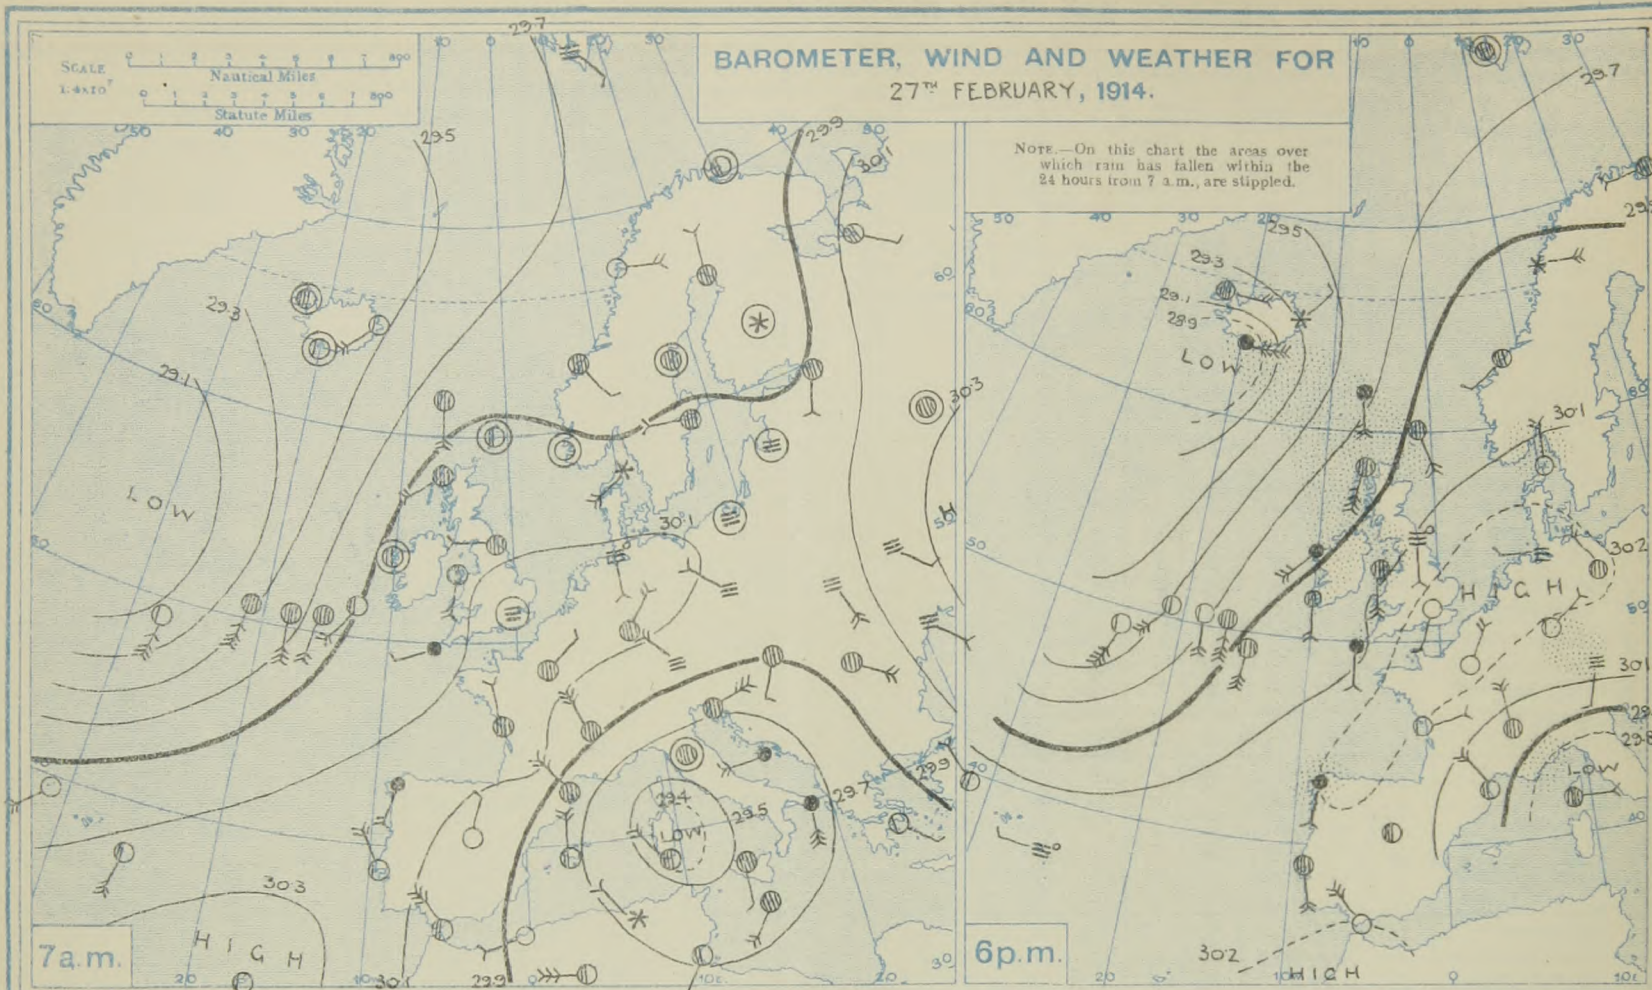 BAROMETER, WIND AND WEATHER FOR
27TH FEBRUARY, 1914.
SCALE
Nautical Miles
Statute Miles
NOTE.—On this chart the areas over
which rain has fallen within the
24 hours from 7 a.m., are stippled.
29.7
29.5
29.9
30.1
29.3
29.1
LOW
30.3
H
30.1
29.4
LOW
29.5
29.7
29.9
30.3
HIGH
7a.m.
30.1
29.9
29.7
29.5
29.3
29.1
28.9
LOW
30.1
30.2
HIGH
30.1
29.8
LOW
30.2
HIGH
6p.m.